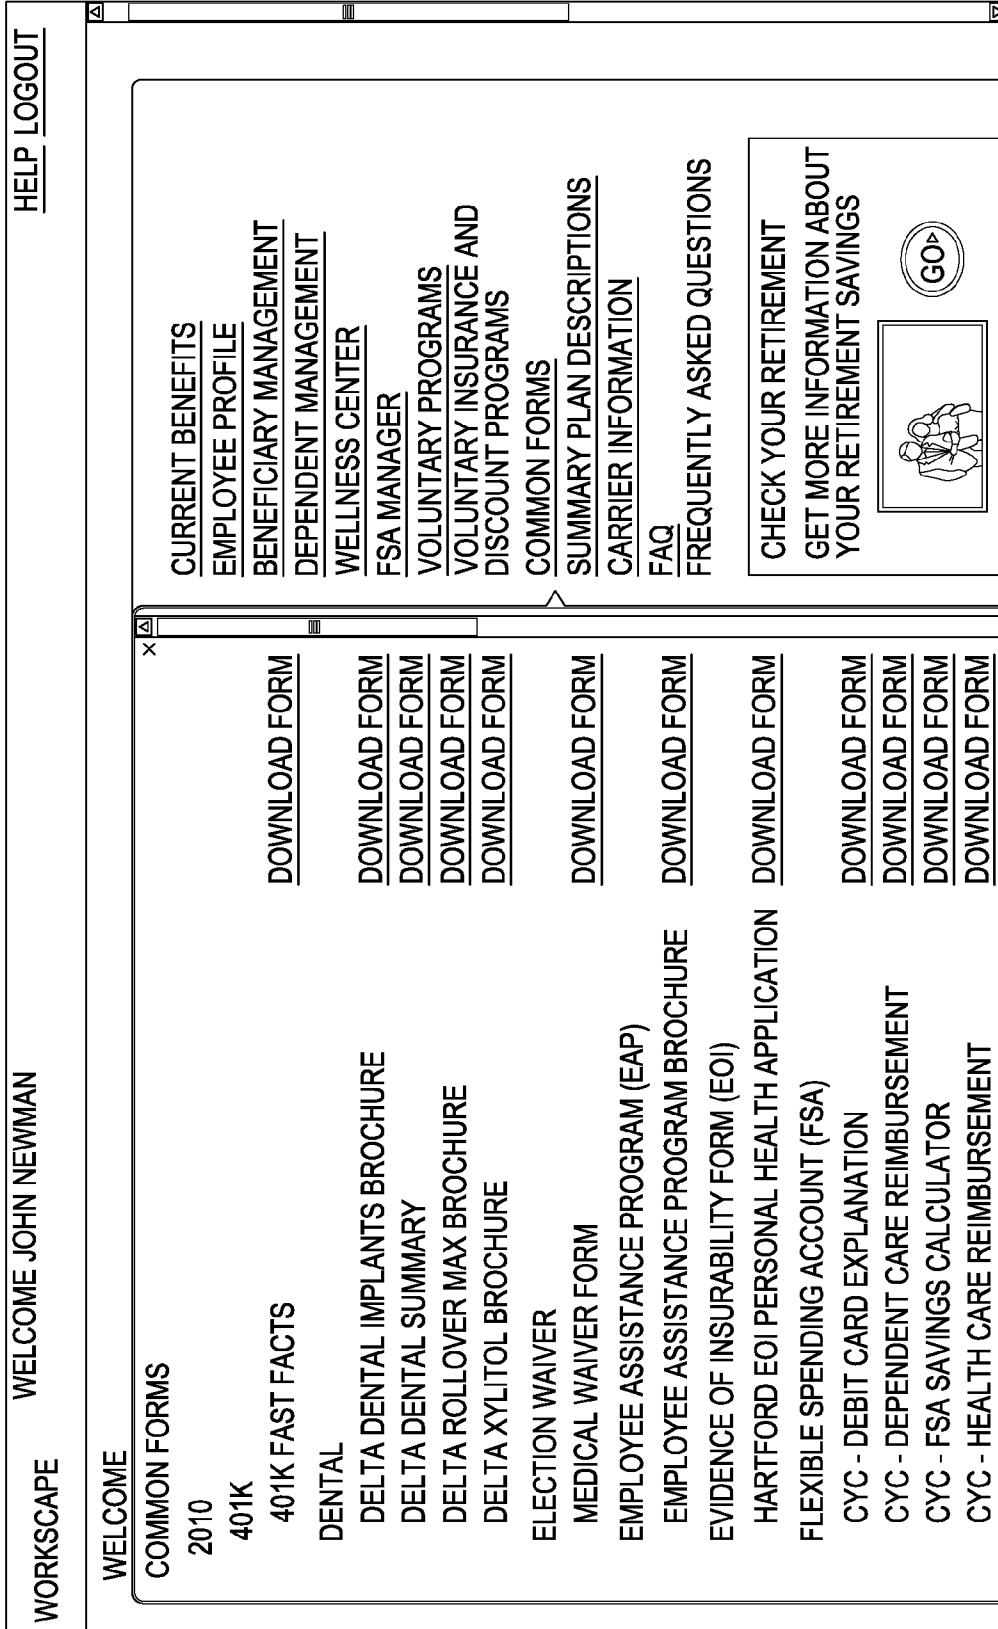 WORKSCAPE WELCOME JOHN NEWMAN HELP LOGOUT
WELCOME
COMMON FORMS
X
2010
401K
401K FAST FACTS DOWNLOAD FORM
DENTAL
DELTA DENTAL IMPLANTS BROCHURE DOWNLOAD FORM
DELTA DENTAL SUMMARY DOWNLOAD FORM
DELTA ROLLOVER MAX BROCHURE DOWNLOAD FORM
DELTA XYLITOL BROCHURE DOWNLOAD FORM
ELECTION WAIVER
MEDICAL WAIVER FORM DOWNLOAD FORM
EMPLOYEE ASSISTANCE PROGRAM (EAP)
EMPLOYEE ASSISTANCE PROGRAM BROCHURE DOWNLOAD FORM
EVIDENCE OF INSURABILITY FORM (EOI)
HARTFORD EOI PERSONAL HEALTH APPLICATION DOWNLOAD FORM
FLEXIBLE SPENDING ACCOUNT (FSA)
CYC - DEBIT CARD EXPLANATION DOWNLOAD FORM
CYC - DEPENDENT CARE REIMBURSEMENT DOWNLOAD FORM
CYC - FSA SAVINGS CALCULATOR DOWNLOAD FORM
CYC - HEALTH CARE REIMBURSEMENT DOWNLOAD FORM
CURRENT BENEFITS
EMPLOYEE PROFILE
BENEFICIARY MANAGEMENT
DEPENDENT MANAGEMENT
WELLNESS CENTER
FSA MANAGER
VOLUNTARY PROGRAMS
VOLUNTARY INSURANCE AND
DISCOUNT PROGRAMS
COMMON FORMS
SUMMARY PLAN DESCRIPTIONS
CARRIER INFORMATION
FAQ
FREQUENTLY ASKED QUESTIONS
CHECK YOUR RETIREMENT
GET MORE INFORMATION ABOUT
YOUR RETIREMENT SAVINGS
GO